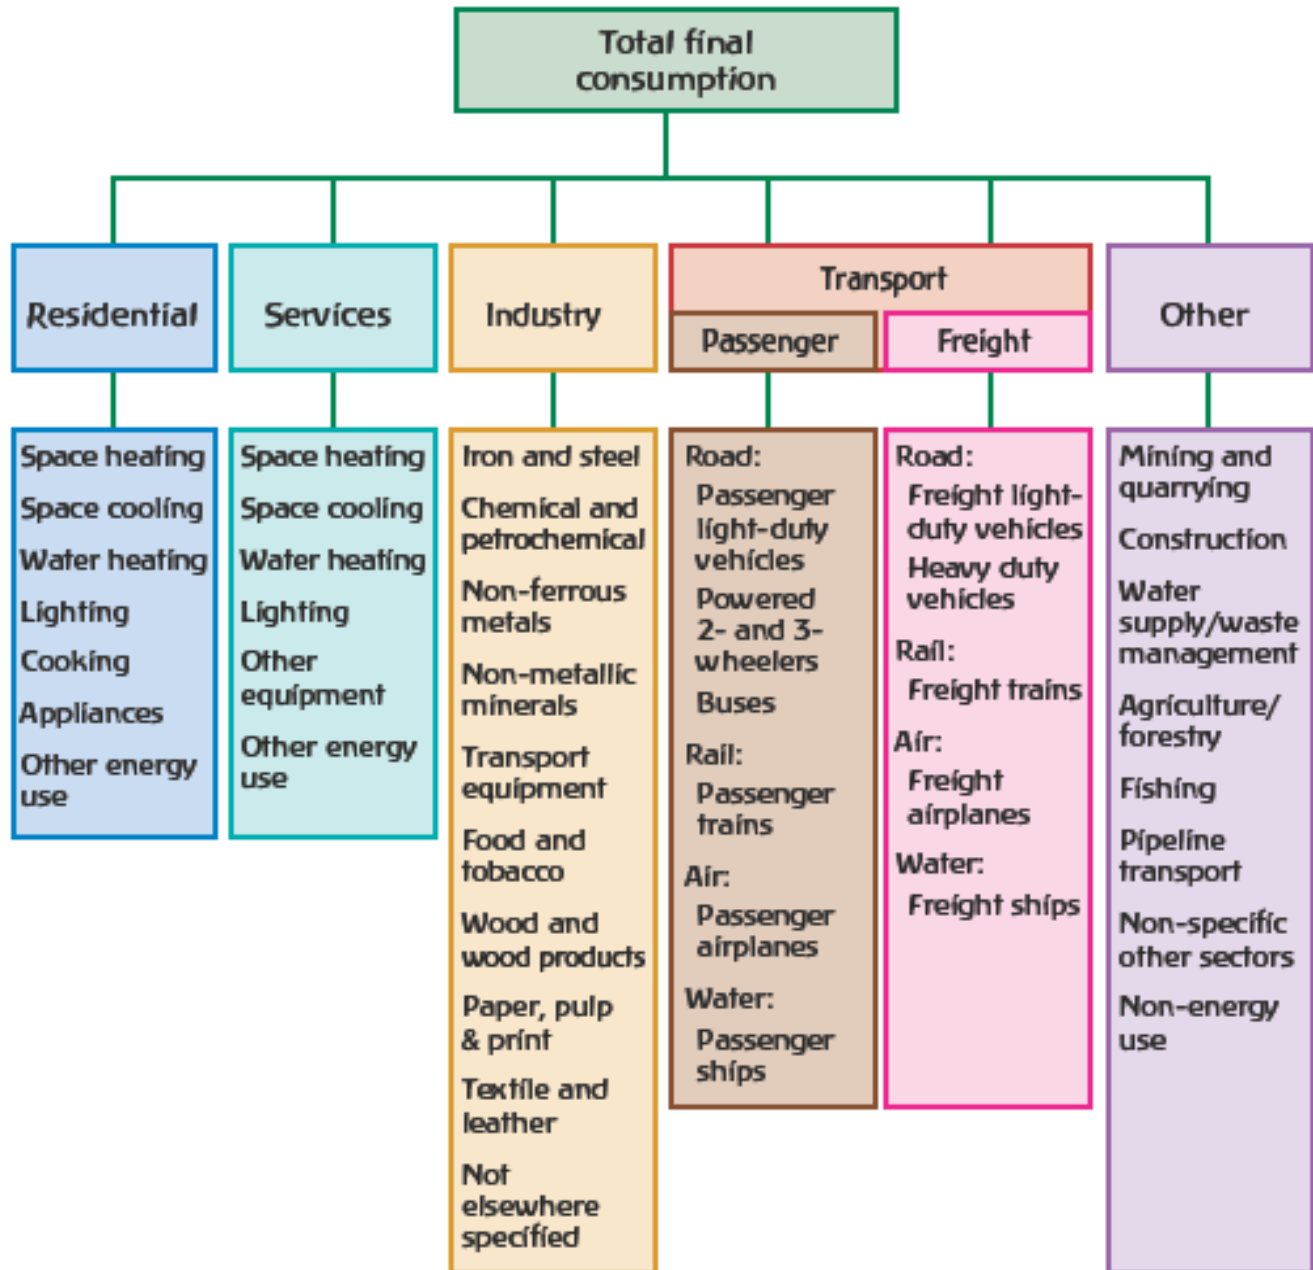 Total final
consumption
Residential
Services
Industry
Transport
Passenger
Freight
Other
Space heating
Space cooling
Water heating
Lighting
Cooking
Appliances
Other energy
use
Space heating
Space cooling
Water heating
Lighting
Other
equipment
Other energy
use
Iron and steel
Chemical and
petrochemical
Non-ferrous
metals
Non-metallic
minerals
Transport
equipment
Food and
tobacco
Wood and
wood products
Paper, pulp
& print
Textile and
leather
Not
elsewhere
specified
Road:
Passenger
light-duty
vehicles
Powered
2- and 3-
wheelers
Buses
Rail:
Passenger
trains
Air:
Passenger
airplanes
Water:
Passenger
ships
Road:
Freight light-
duty vehicles
Heavy duty
vehicles
Rail:
Freight trains
Air:
Freight
airplanes
Water:
Freight ships
Mining and
quarrying
Construction
Water
supply/waste
management
Agriculture/
forestry
Fishing
Pipeline
transport
Non-specific
other sectors
Non-energy
use